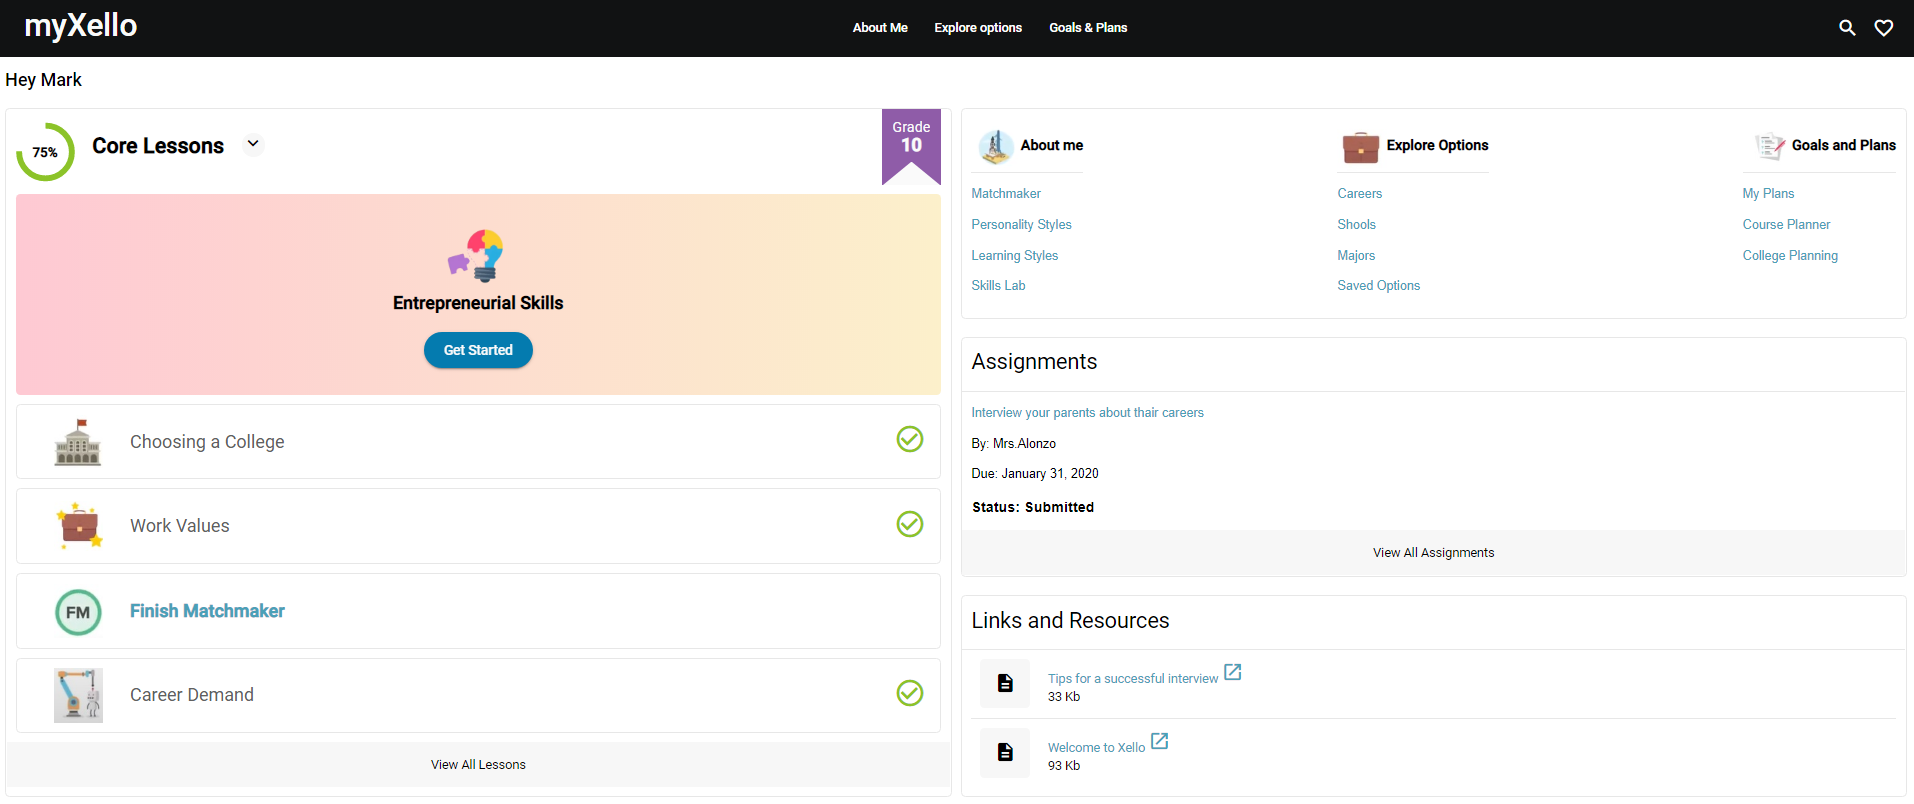 myXello
About Me Explore options Goals & Plans
Hey Mark
75%
Core Lessons
Grade
10
Entrepreneurial Skills
Get Started
Choosing a College
Work Values
FM
Finish Matchmaker
Career Demand
View All Lessons
About me
Matchmaker
Personality Styles
Learning Styles
Skills Lab
Explore Options
Careers
Shools
Majors
Saved Options
Goals and Plans
My Plans
Course Planner
College Planning
Assignments
Interview your parents about thair careers
By: Mrs.Alonzo
Due: January 31, 2020
Status: Submitted
View All Assignments
Links and Resources
Tips for a successful interview
33 Kb
Welcome to Xello
93 Kb